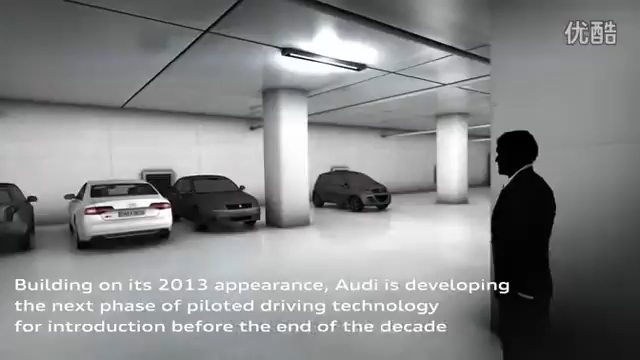 优酷
Building on its 2013 appearance, Audi is developing
the next phase of piloted driving technology
for introduction before the end of the decade